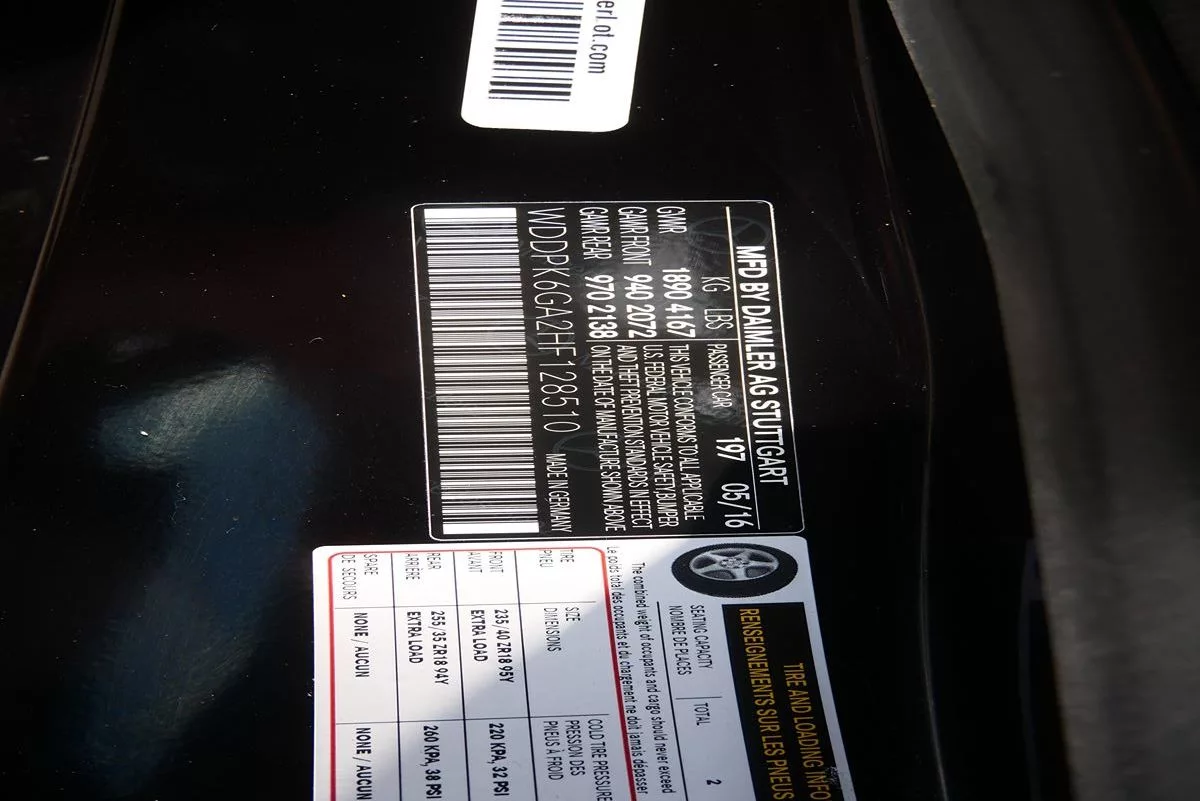 erLot.com
MFD BY DAIMLER AG STUTTGART
KG LBS PASSENGER CAR 197 05/16
GVWR 1890 4167 THIS VEHICLE CONFORMS TO ALL APPLICABLE
GAWR FRONT 940 2072 U.S. FEDERAL MOTOR VEHICLE SAFETY, BUMPER
GAWR REAR 970 2138 AND THEFT PREVENTION STANDARDS IN EFFECT
ON THE DATE OF MANUFACTURE SHOWN ABOVE
WDDPK6GA2HF128510 MADE IN GERMANY
TIRE AND LOADING INFO
RENSEIGNEMENTS SUR LES PNEUS
SEATING CAPACITY
NOMBRE DE PLACES
TOTAL 2
The combined weight of occupants and cargo should never exceed
Le poids total des occupants et du chargement ne doit jamais dépasser
TIRE SIZE COLD TIRE PRESSURE
PNEU DIMENSIONS PRESSION DES
PNEUS À FROID
FRONT 235/40 ZR18 95Y 220 KPA, 32 PSI
AVANT EXTRA LOAD
REAR 255/35 ZR18 94Y 260 KPA, 38 PSI
ARRIÈRE EXTRA LOAD
SPARE NONE / AUCUN NONE / AUCUN
DE SECOURS